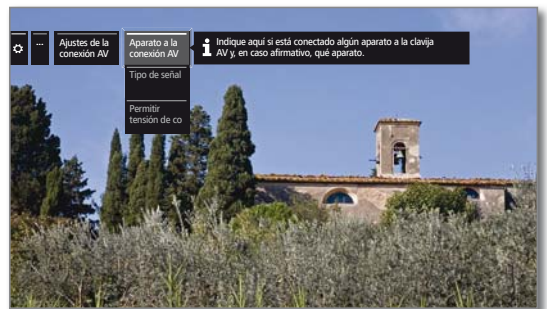 ...
Ajustes de la
conexión AV
Aparato a la
conexión AV
Indique aquí si está conectado algún aparato a la clavija
AV y, en caso afirmativo, qué aparato.
Tipo de señal
Permitir
tensión de co